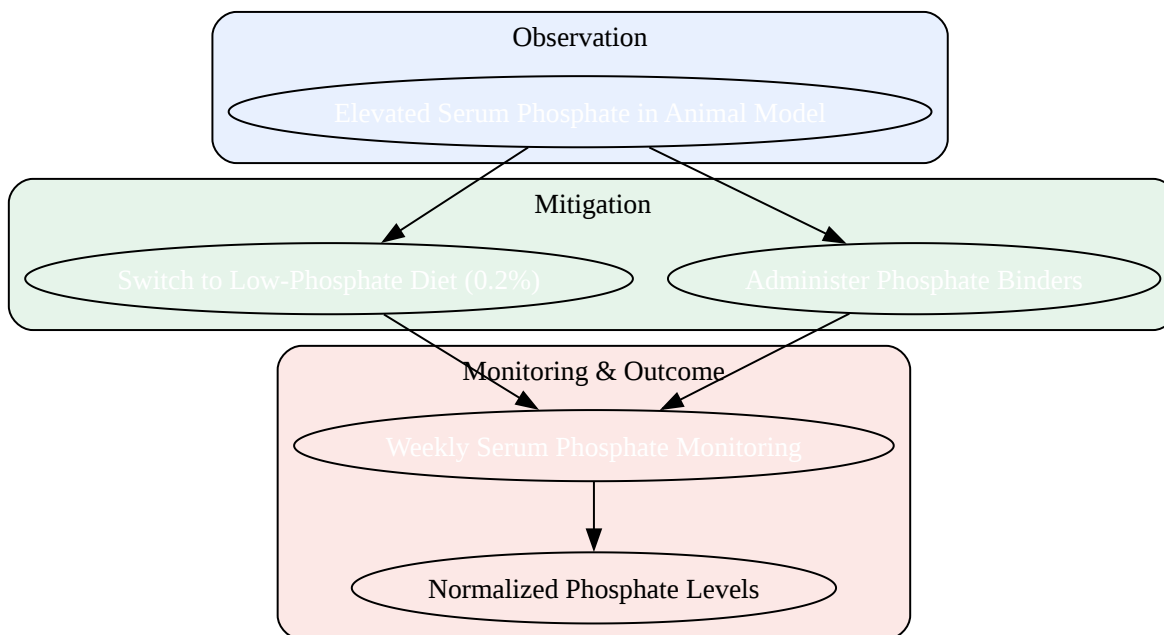 Observation
Elevated Serum Phosphate in Animal Model
Mitigation
Switch to Low-Phosphate Diet (0.2%)
Administer Phosphate Binders
Monitoring & Outcome
Weekly Serum Phosphate Monitoring
Normalized Phosphate Levels